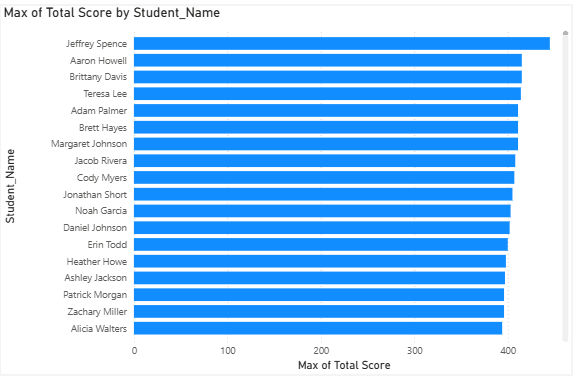 Max of Total Score by Student_Name
Student_Name
Jeffrey Spence
Aaron Howell
Brittany Davis
Teresa Lee
Adam Palmer
Brett Hayes
Margaret Johnson
Jacob Rivera
Cody Myers
Jonathan Short
Noah Garcia
Daniel Johnson
Erin Todd
Heather Howe
Ashley Jackson
Patrick Morgan
Zachary Miller
Alicia Walters
0 100 200 300 400
Max of Total Score